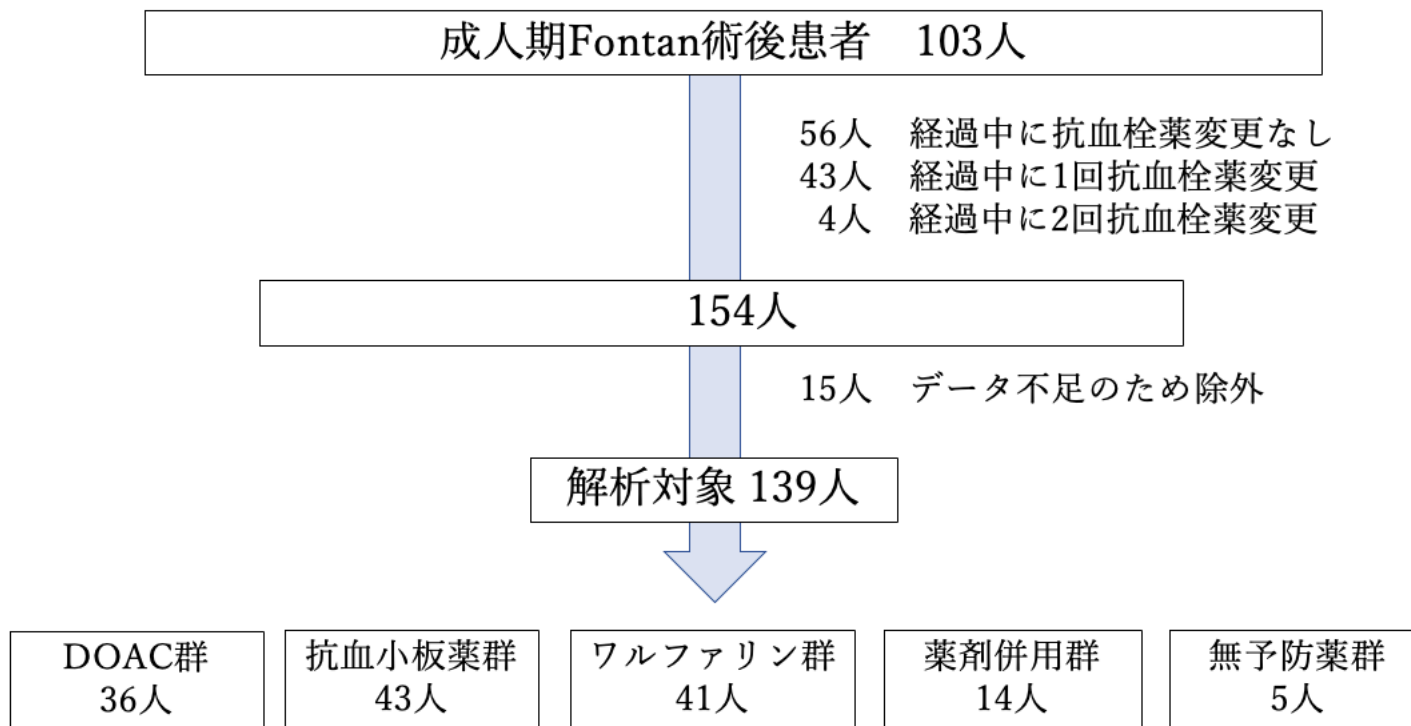 成人期Fontan術後患者　103人
56人　経過中に抗血栓薬変更なし
43人　経過中に1回抗血栓薬変更
4人　経過中に2回抗血栓薬変更
154人
15人　データ不足のため除外
解析対象 139人
DOAC群
36人
抗血小板薬群
43人
ワルファリン群
41人
薬剤併用群
14人
無予防薬群
5人